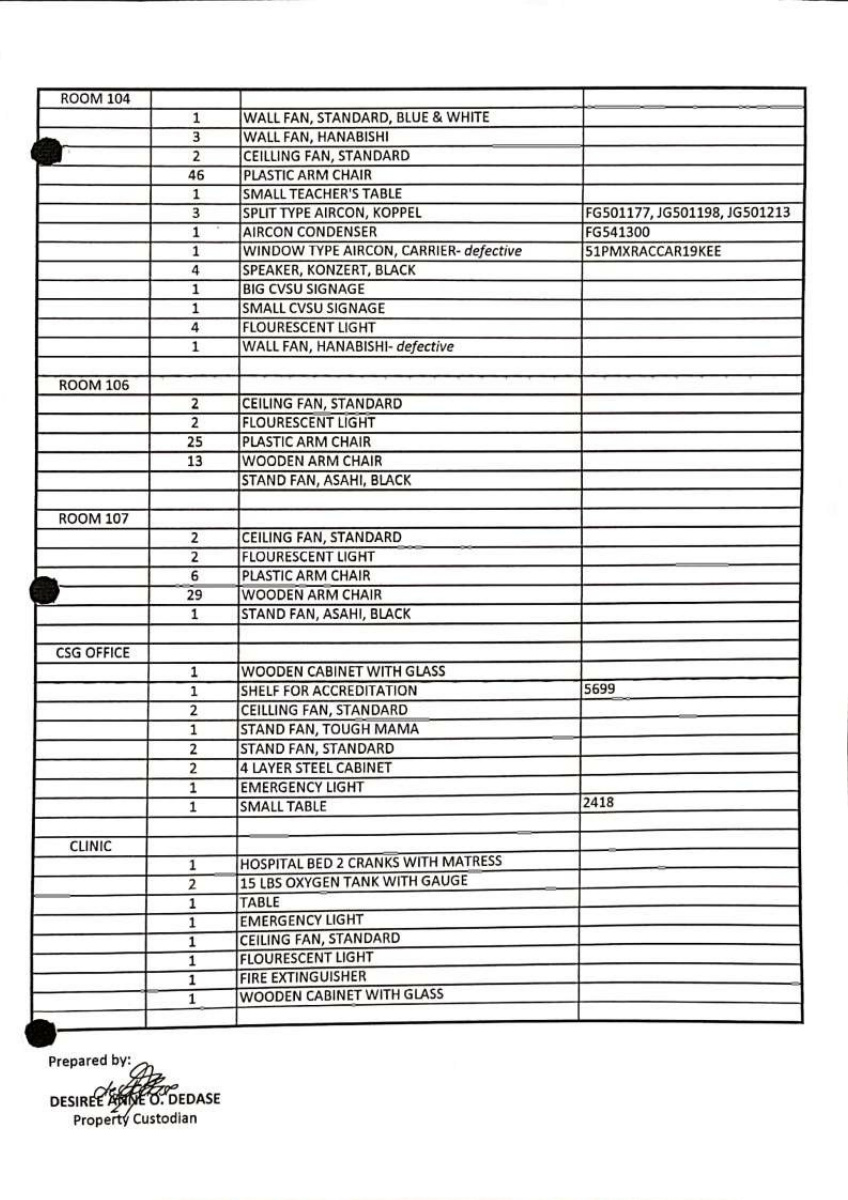 ROOM 104
1 WALL FAN, STANDARD, BLUE & WHITE
3 WALL FAN, HANABISHI
2 CEILLING FAN, STANDARD
46 PLASTIC ARM CHAIR
1 SMALL TEACHER'S TABLE
3 SPLIT TYPE AIRCON, KOPPEL FG501177, JG501198, JG501213
1 AIRCON CONDENSER FG541300
1 WINDOW TYPE AIRCON, CARRIER- defective 51PMXRACCAR19KEE
4 SPEAKER, KONZERT, BLACK
1 BIG CVSU SIGNAGE
1 SMALL CVSU SIGNAGE
4 FLOURESCENT LIGHT
1 WALL FAN, HANABISHI- defective
ROOM 106
2 CEILING FAN, STANDARD
2 FLOURESCENT LIGHT
25 PLASTIC ARM CHAIR
13 WOODEN ARM CHAIR
STAND FAN, ASAHI, BLACK
ROOM 107
2 CEILING FAN, STANDARD
2 FLOURESCENT LIGHT
6 PLASTIC ARM CHAIR
29 WOODEN ARM CHAIR
1 STAND FAN, ASAHI, BLACK
CSG OFFICE
1 WOODEN CABINET WITH GLASS
1 SHELF FOR ACCREDITATION 5699
2 CEILLING FAN, STANDARD
1 STAND FAN, TOUGH MAMA
2 STAND FAN, STANDARD
2 4 LAYER STEEL CABINET
1 EMERGENCY LIGHT
1 SMALL TABLE 2418
CLINIC
1 HOSPITAL BED 2 CRANKS WITH MATRESS
2 15 LBS OXYGEN TANK WITH GAUGE
1 TABLE
1 EMERGENCY LIGHT
1 CEILING FAN, STANDARD
1 FLOURESCENT LIGHT
1 FIRE EXTINGUISHER
1 WOODEN CABINET WITH GLASS
Prepared by:
DESIREE ANNE O. DEDASE
Property Custodian